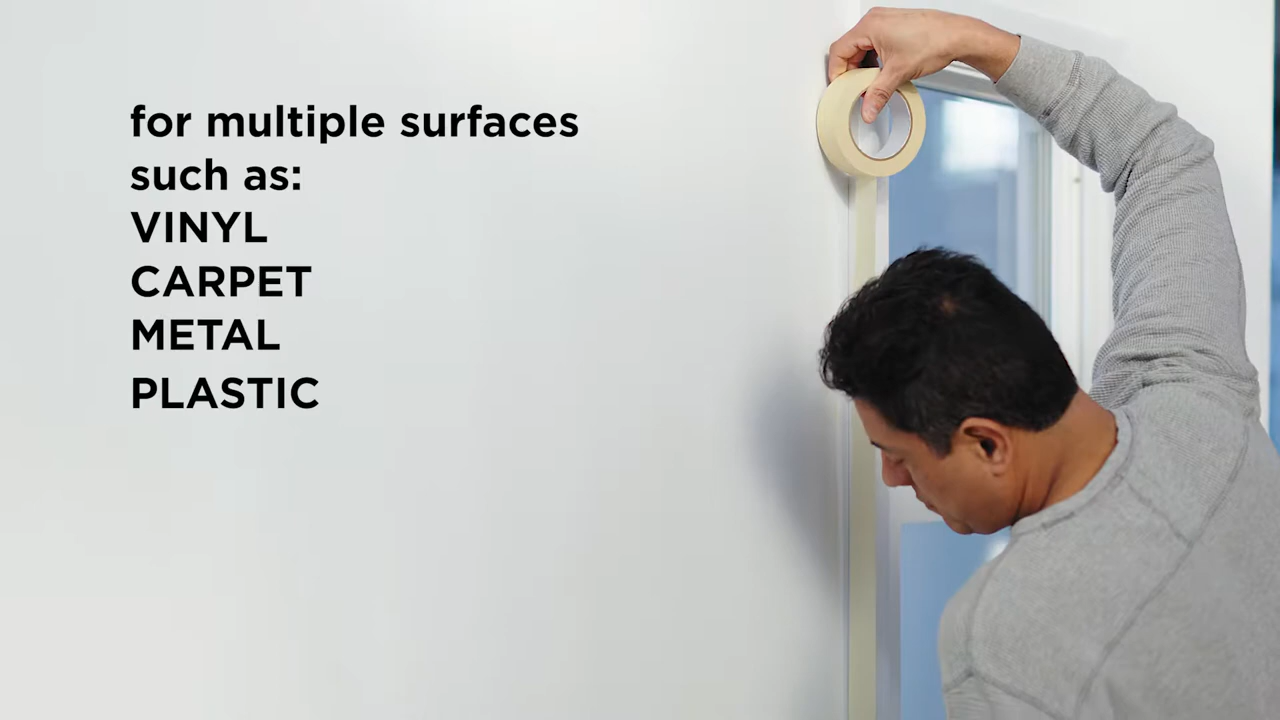 for multiple surfaces
such as:
VINYL
CARPET
METAL
PLASTIC